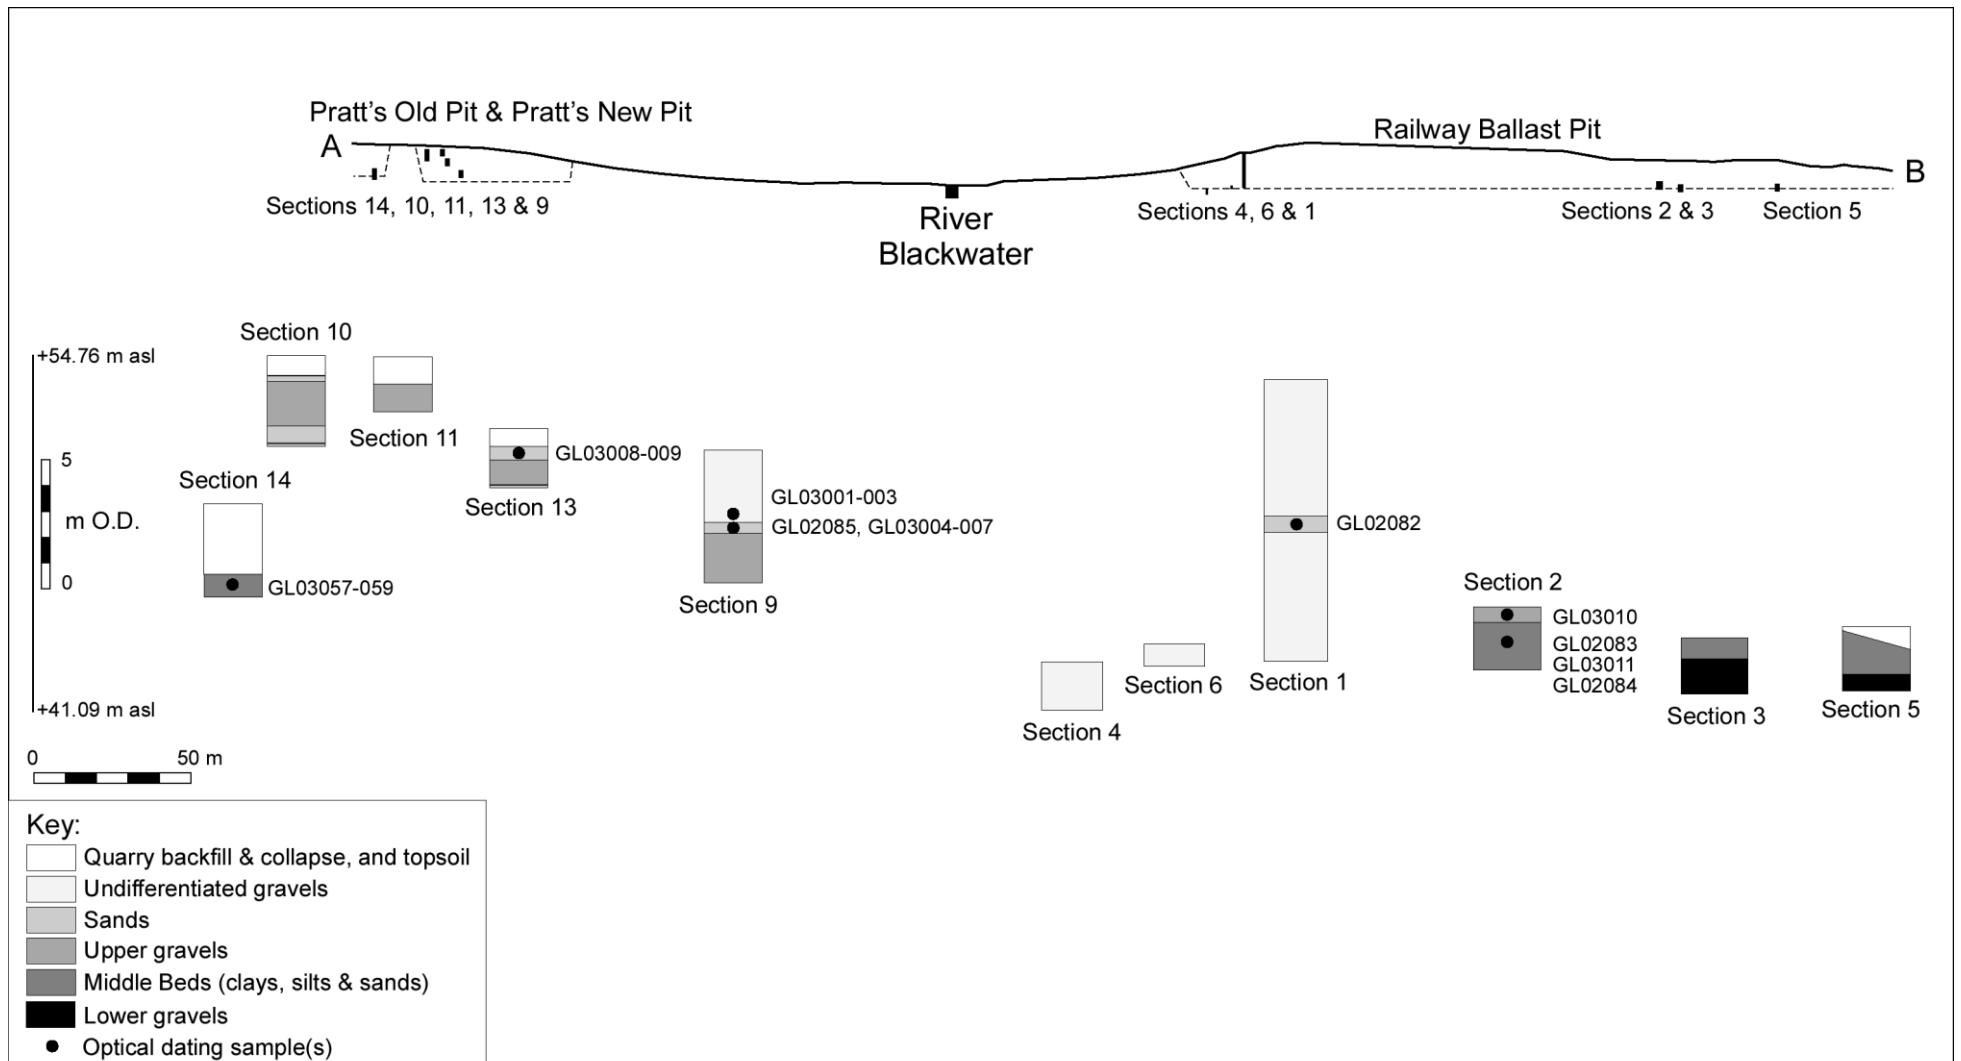 Pratt's Old Pit & Pratt's New Pit
A
Railway Ballast Pit
B
Sections 14, 10, 11, 13 & 9
River
Blackwater
Sections 4, 6 & 1
Sections 2 & 3
Section 5
+54.76 m asl
Section 10
Section 11
Section 14
GL03057-059
GL03008-009
Section 13
GL03001-003
GL02085, GL03004-007
Section 9
5
m O.D.
0
+41.09 m asl
0
50 m
GL02082
Section 1
Section 6
Section 4
Section 2
GL03010
GL02083
GL03011
GL02084
Section 3
Section 5
Key:
Quarry backfill & collapse, and topsoil
Undifferentiated gravels
Sands
Upper gravels
Middle Beds (clays, silts & sands)
Lower gravels
Optical dating sample(s)